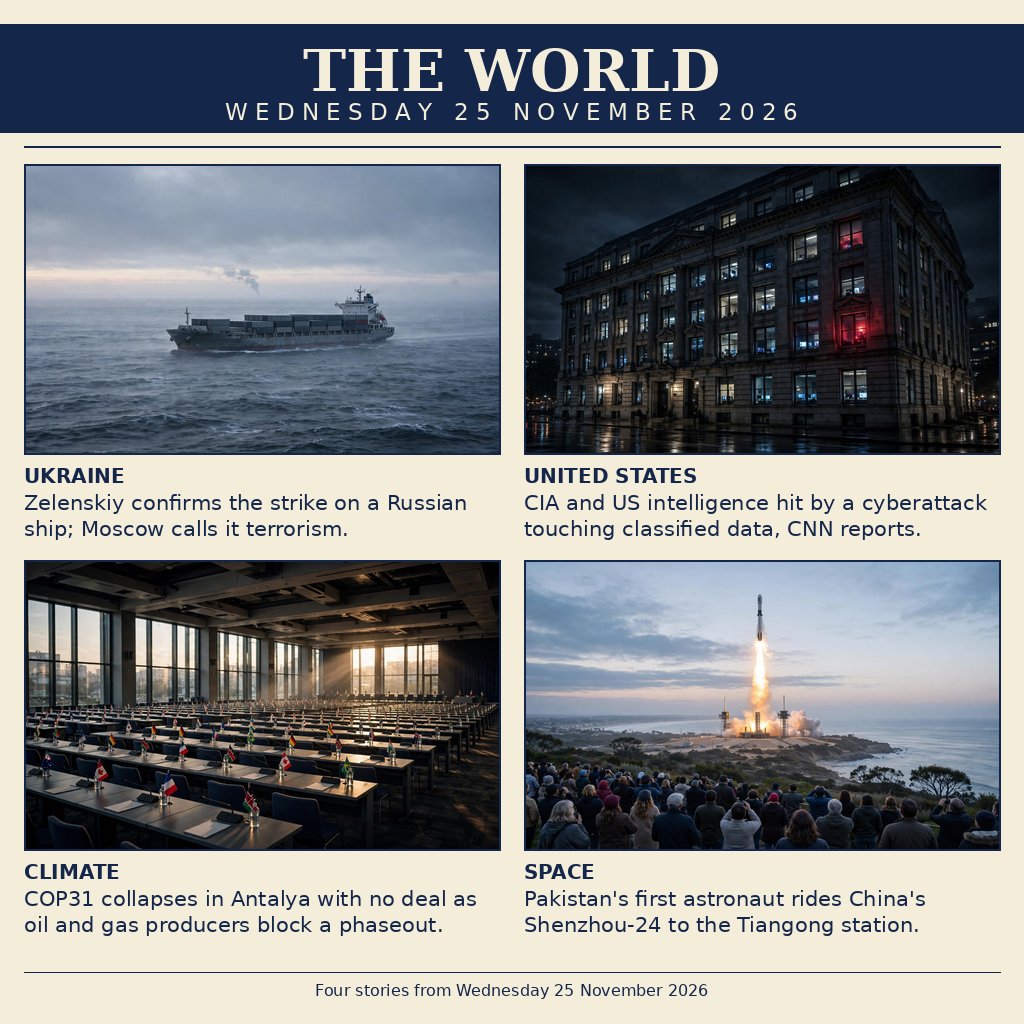 THE WORLD
WEDNESDAY 25 NOVEMBER 2026
UKRAINE
Zelenskiy confirms the strike on a Russian
ship; Moscow calls it terrorism.
UNITED STATES
CIA and US intelligence hit by a cyberattack
touching classified data, CNN reports.
CLIMATE
COP31 collapses in Antalya with no deal as
oil and gas producers block a phaseout.
SPACE
Pakistan's first astronaut rides China's
Shenzhou-24 to the Tiangong station.
Four stories from Wednesday 25 November 2026